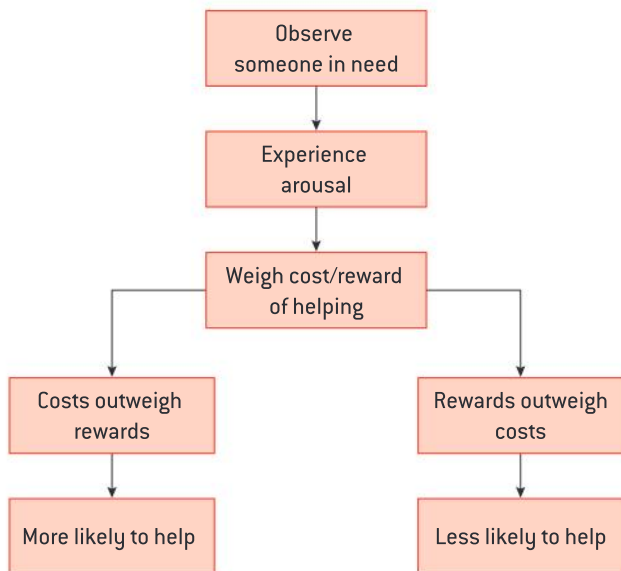 Observe
someone in need
Experience
arousal
Weigh cost/reward
of helping
Costs outweigh
rewards
Rewards outweigh
costs
More likely to help
Less likely to help